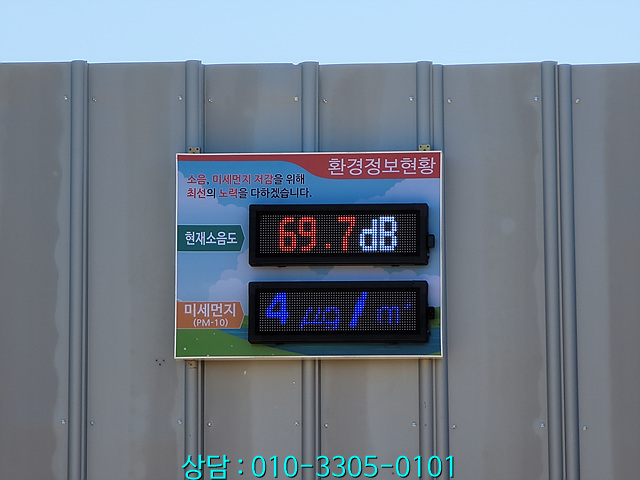 환경정보현황
소음, 미세먼지 저감을 위해
최선의 노력을 다하겠습니다.
현재소음도
69.7dB
미세먼지
(PM-10)
4 μg/m³
상담 : 010-3305-0101